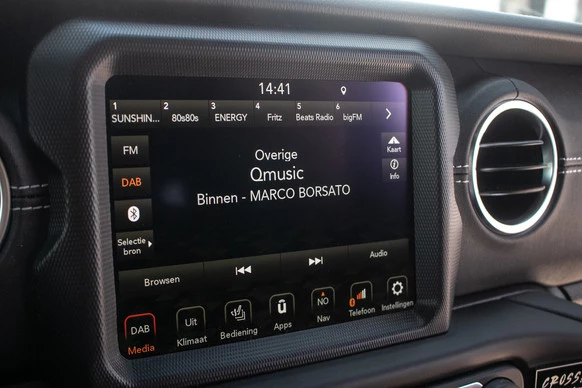 14:41
1 2 3 4 5 6
SUNSHIN... 80s80s ENERGY Fritz Beats Radio bigFM
FM
Kaart
Overige
DAB
Qmusic
Info
Binnen - MARCO BORSATO
Selectie
bron
Browsen
Audio
DAB
Uit
NO
Media
Klimaat
Bediening
Apps
Nav
Telefoon
Instellingen